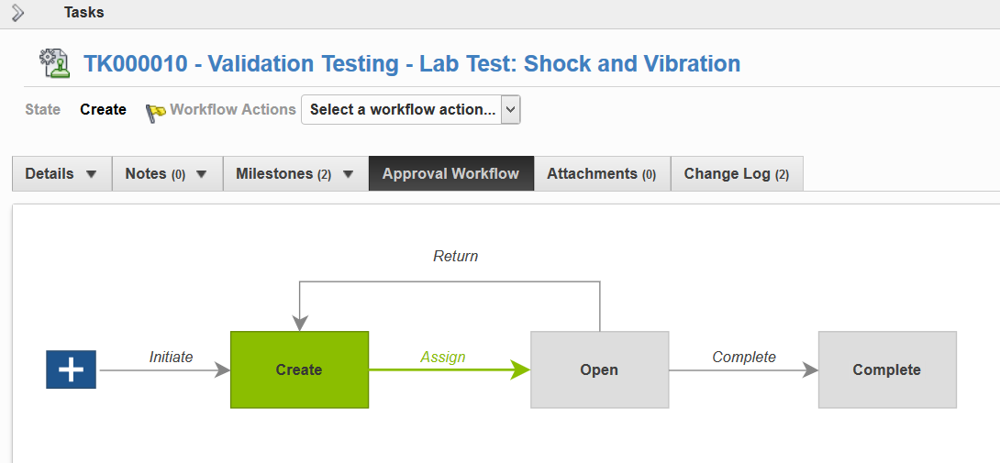 Tasks
TK000010 - Validation Testing - Lab Test: Shock and Vibration
State Create Workflow Actions Select a workflow action...
Details Notes (0) Milestones (2) Approval Workflow Attachments (0) Change Log (2)
Return
Initiate Assign Complete
Create Open Complete